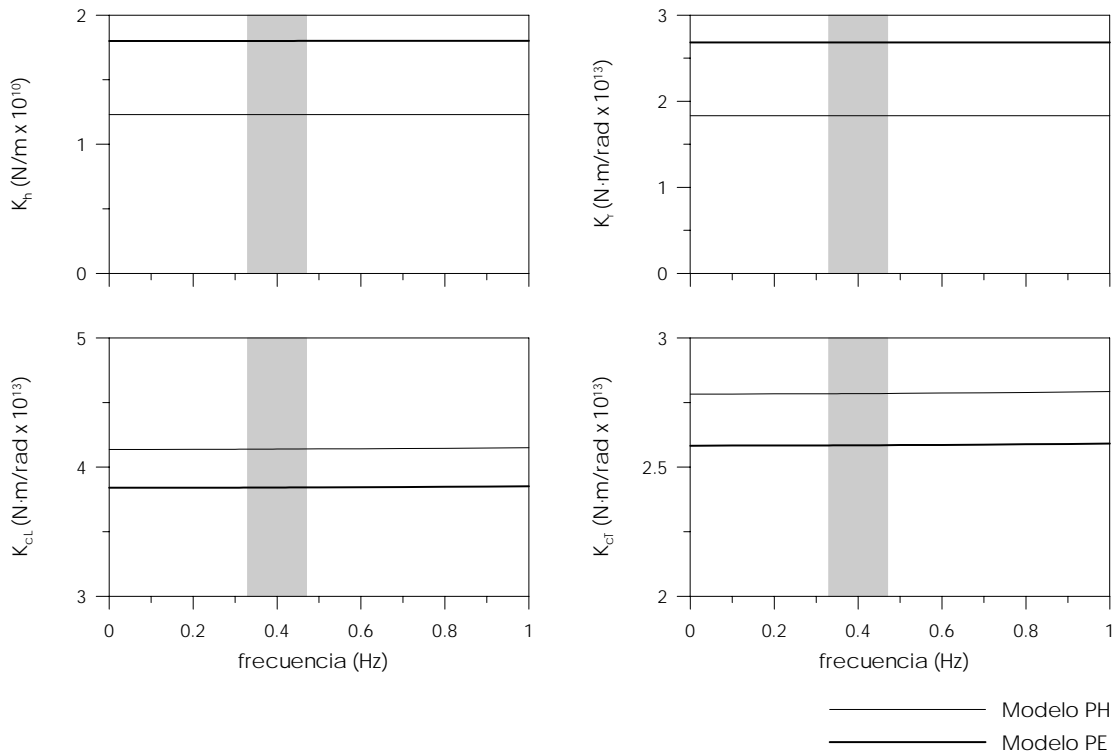 2
1
0
K_h (N/m x 10^10)
3
2
1
0
K_r (N·m/rad x 10^13)
5
4
3
K_cL (N·m/rad x 10^13)
0 0.2 0.4 0.6 0.8 1
frecuencia (Hz)
3
2.5
2
K_cT (N·m/rad x 10^13)
0 0.2 0.4 0.6 0.8 1
frecuencia (Hz)
Modelo PH
Modelo PE